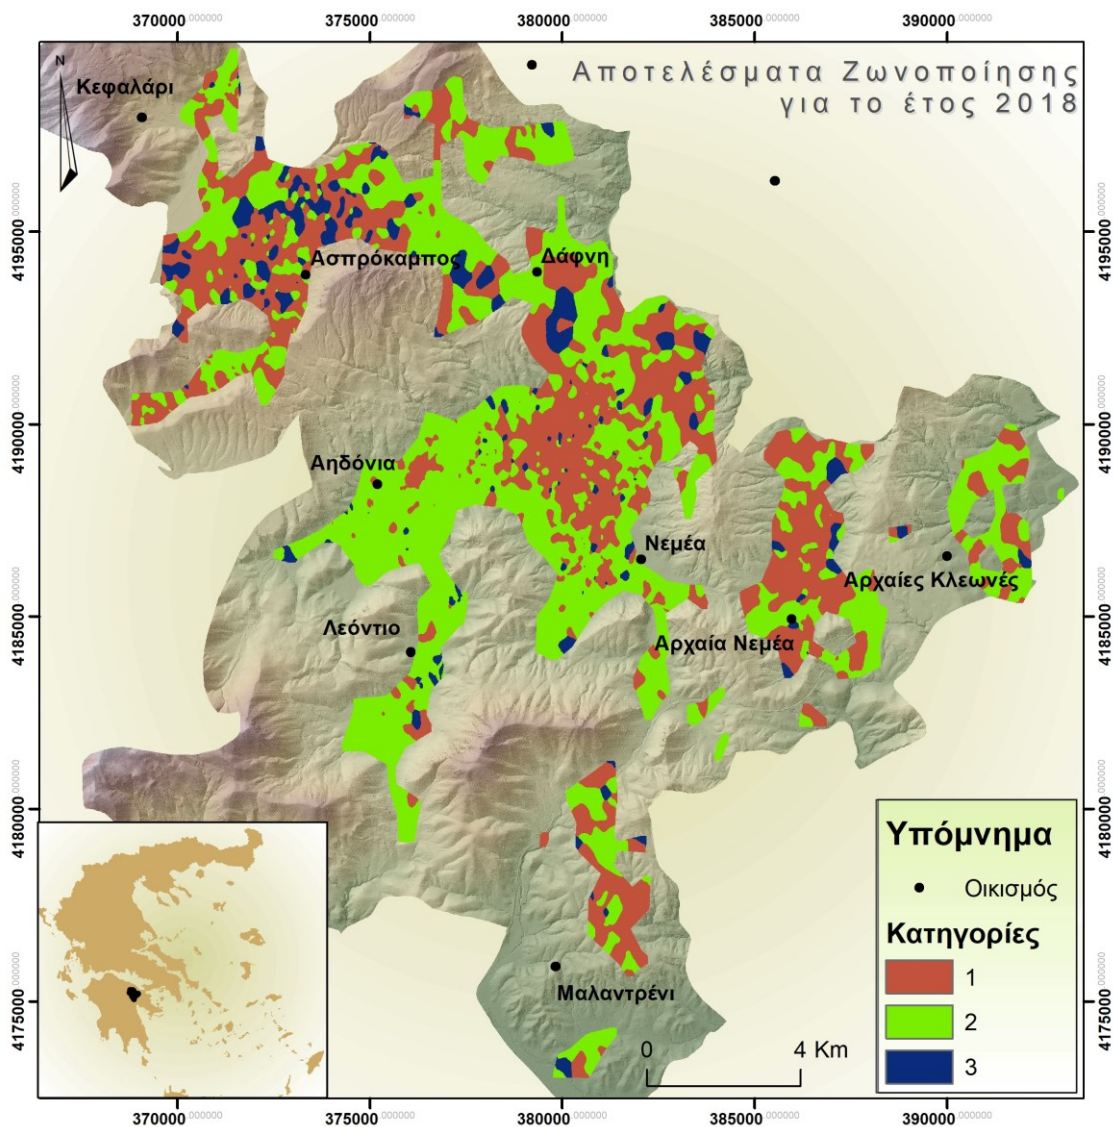 370000.000000 375000.000000 380000.000000 385000.000000 390000.000000
Αποτελέσματα Ζωνοποίησης
για το έτος 2018
N
Κεφαλάρι
4195000.000000 4195000.000000
Ασπρόκαμπος
Δάφνη
4190000.000000 4190000.000000
Αηδόνια
Νεμέα
Αρχαίες Κλεωνές
4185000.000000 4185000.000000
Λεόντιο
Αρχαία Νεμέα
4180000.000000 4180000.000000
Υπόμνημα
Οικισμός
Κατηγορίες
1
2
3
4175000.000000 4175000.000000
Μαλαντρένι
0 4 Km
370000.000000 375000.000000 380000.000000 385000.000000 390000.000000